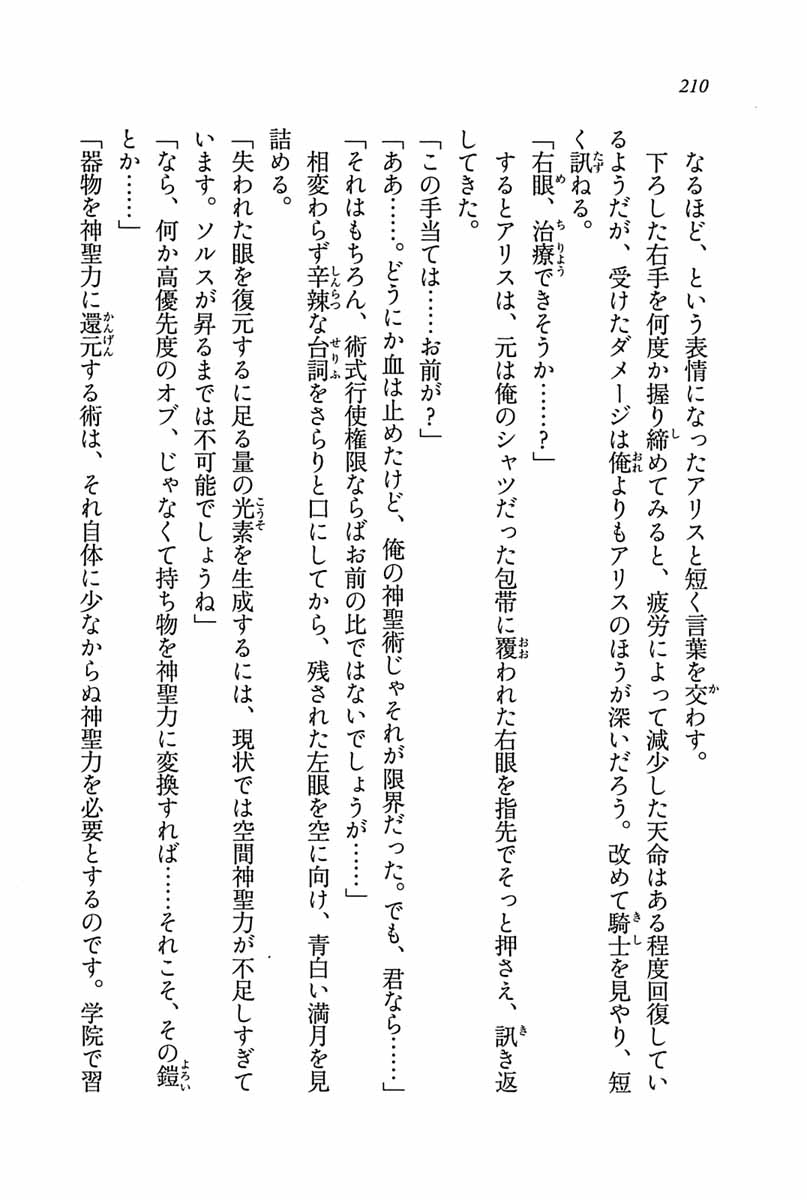 210
なるほど、という表情になったアリスと短く言葉を交わす。
下ろした右手を何度か握り締めてみると、疲労によって減少した天命はある程度回復してい
るようだが、受けたダメージは俺よりもアリスのほうが深いだろう。改めて騎士を見やり、短
く訊ねる。
「右眼、治療できそうか……?」
するとアリスは、元は俺のシャツだった包帯に覆われた右眼を指先でそっと押さえ、訊き返
してきた。
「この手当ては……お前が?」
「ああ……。どうにか血は止めたけど、俺の神聖術じゃそれが限界だった。でも、君なら……」
「それはもちろん、術式行使権限ならばお前の比ではないでしょうが……」
相変わらず辛辣な台詞をさらりと口にしてから、残された左眼を空に向け、青白い満月を見
詰める。
「失われた眼を復元するに足る量の光素を生成するには、現状では空間神聖力が不足しすぎて
います。ソルスが昇るまでは不可能でしょうね」
「なら、何か高優先度のオブ、じゃなくて持ち物を神聖力に変換すれば……それこそ、その鎧
とか……」
「器物を神聖力に還元する術は、それ自体に少なからぬ神聖力を必要とするのです。学院で習